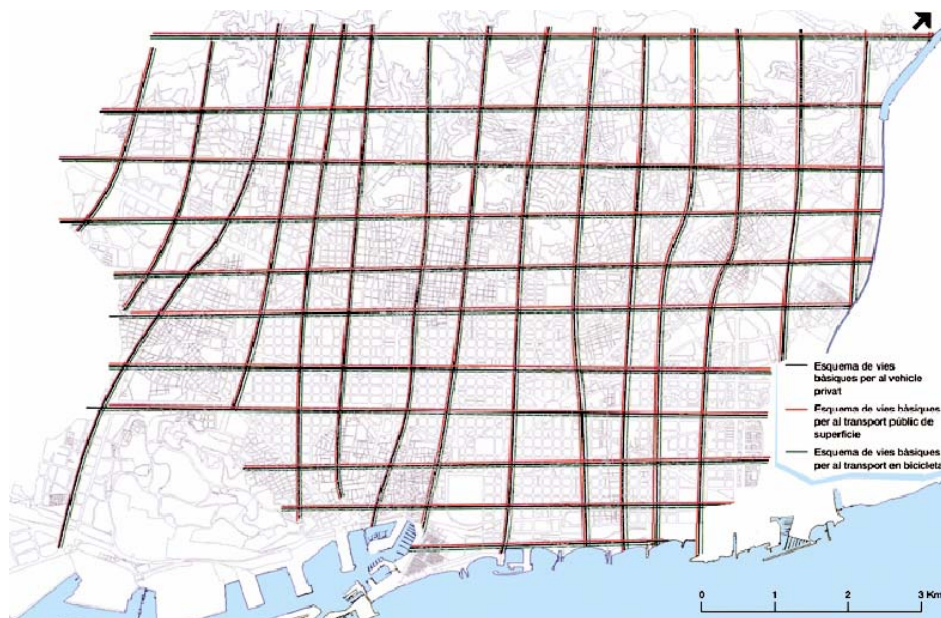 Esquema de vies
bàsiques per al vehicle
privat
Esquema de vies bàsiques
per al transport públic de
superfície
Esquema de vies bàsiques
per al transport en bicicleta
0 1 2 3 Km